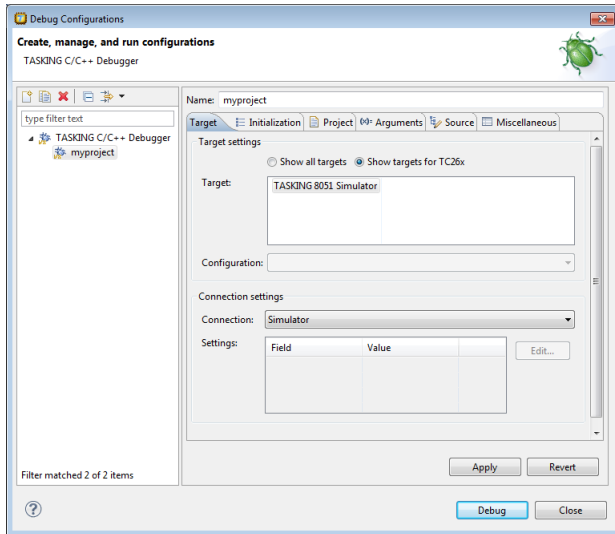 Debug Configurations
Create, manage, and run configurations
TASKING C/C++ Debugger
type filter text
TASKING C/C++ Debugger
myproject
Filter matched 2 of 2 items
Name: myproject
Target Initialization Project (x)= Arguments Source Miscellaneous
Target settings
Show all targets Show targets for TC26x
Target: TASKING 8051 Simulator
Configuration:
Connection settings
Connection: Simulator
Settings: Field Value Edit...
Apply Revert
? Debug Close